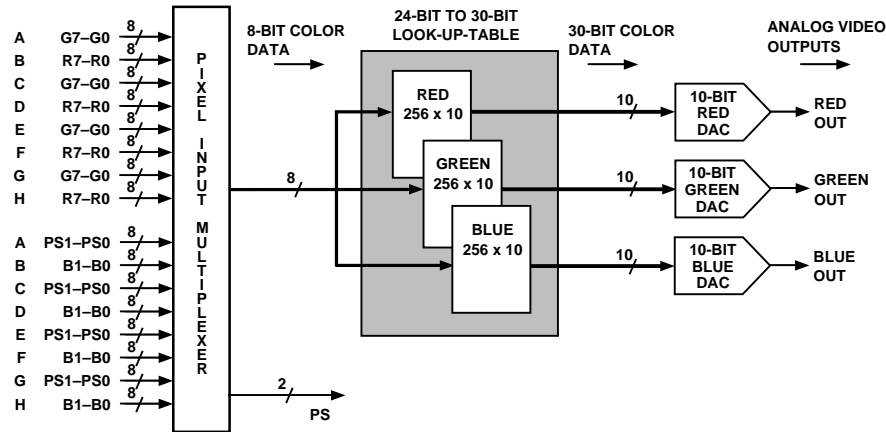 24-BIT TO 30-BIT
LOOK-UP-TABLE
8-BIT COLOR
DATA
30-BIT COLOR
DATA
ANALOG VIDEO
OUTPUTS
A G7–G0 8
B R7–R0 8
C G7–G0 8
D R7–R0 8
E G7–G0 8
F R7–R0 8
G G7–G0 8
H R7–R0 8
A PS1–PS0 8
B B1–B0 8
C PS1–PS0 8
D B1–B0 8
E PS1–PS0 8
F B1–B0 8
G PS1–PS0 8
H B1–B0 8
PIXEL INPUT MULTIPLEXER
8
2
PS
RED
256 x 10
GREEN
256 x 10
BLUE
256 x 10
10
10
10
10-BIT
RED
DAC
10-BIT
GREEN
DAC
10-BIT
BLUE
DAC
RED
OUT
GREEN
OUT
BLUE
OUT